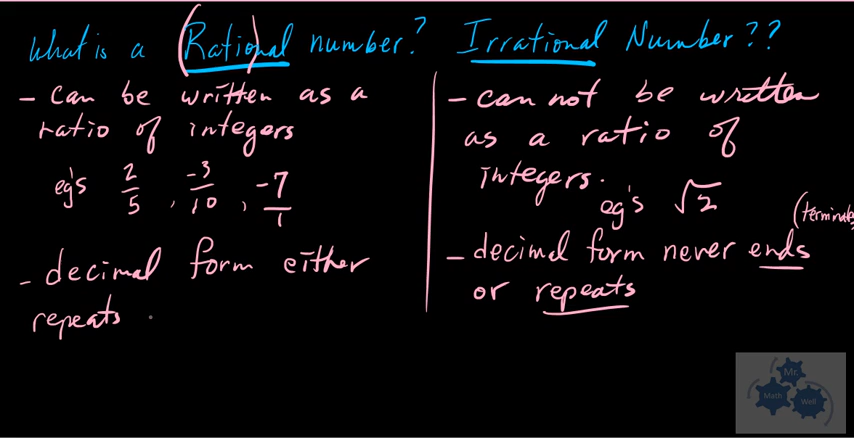 What is a (Rational) number?
- Can be written as a
ratio of integers
eg's 2/5, -3/10, -7/1
- decimal form either
repeats
Irrational Number??
- can not be written
as a ratio of
integers.
eg's √2
(terminates
- decimal form never ends
or repeats
Mr.
Math Well